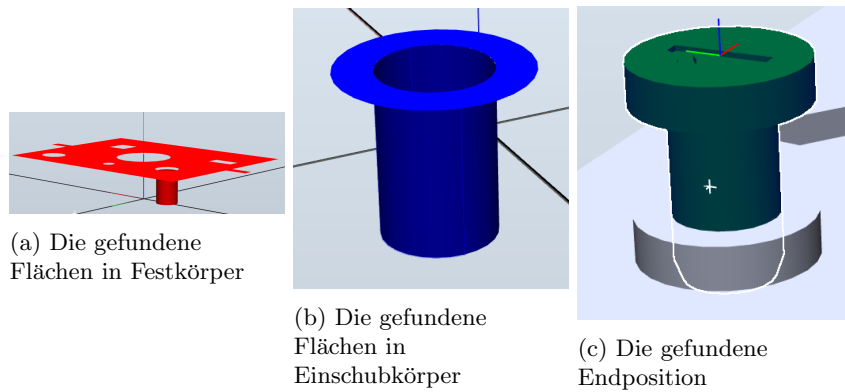 (a) Die gefundene
Flächen in Festkörper
(b) Die gefundene
Flächen in
Einschubkörper
(c) Die gefundene
Endposition